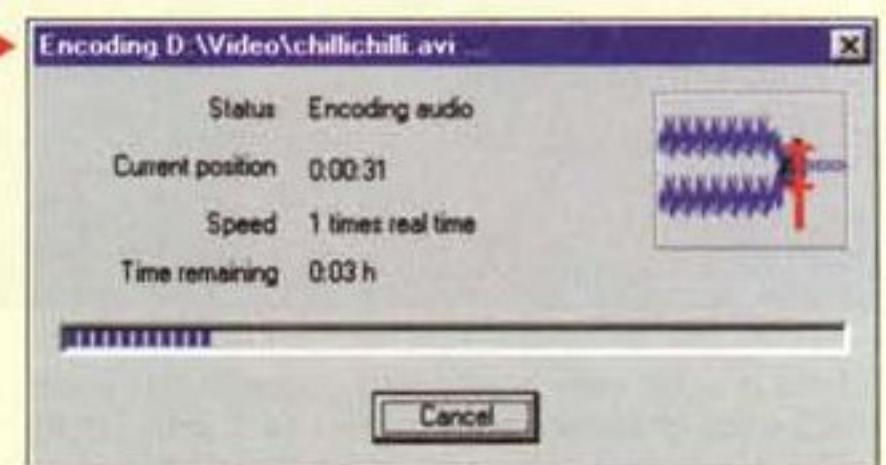 Encoding D:\Video\chillichilli.avi ...
Status Encoding audio
Current position 0:00:31
Speed 1 times real time
Time remaining 0:03 h
Cancel